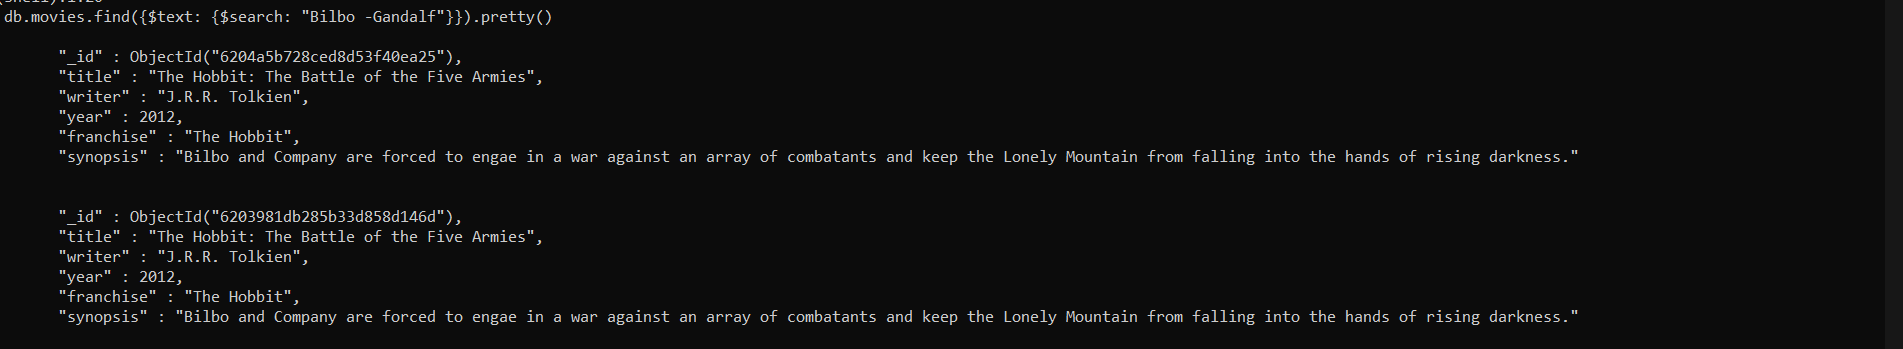 db.movies.find({$text: {$search: "Bilbo -Gandalf"}}).pretty()
"_id" : ObjectId("6204a5b728ced8d53f40ea25"),
"title" : "The Hobbit: The Battle of the Five Armies",
"writer" : "J.R.R. Tolkien",
"year" : 2012,
"franchise" : "The Hobbit",
"synopsis" : "Bilbo and Company are forced to engae in a war against an array of combatants and keep the Lonely Mountain from falling into the hands of rising darkness."
"_id" : ObjectId("6203981db285b33d858d146d"),
"title" : "The Hobbit: The Battle of the Five Armies",
"writer" : "J.R.R. Tolkien",
"year" : 2012,
"franchise" : "The Hobbit",
"synopsis" : "Bilbo and Company are forced to engae in a war against an array of combatants and keep the Lonely Mountain from falling into the hands of rising darkness."